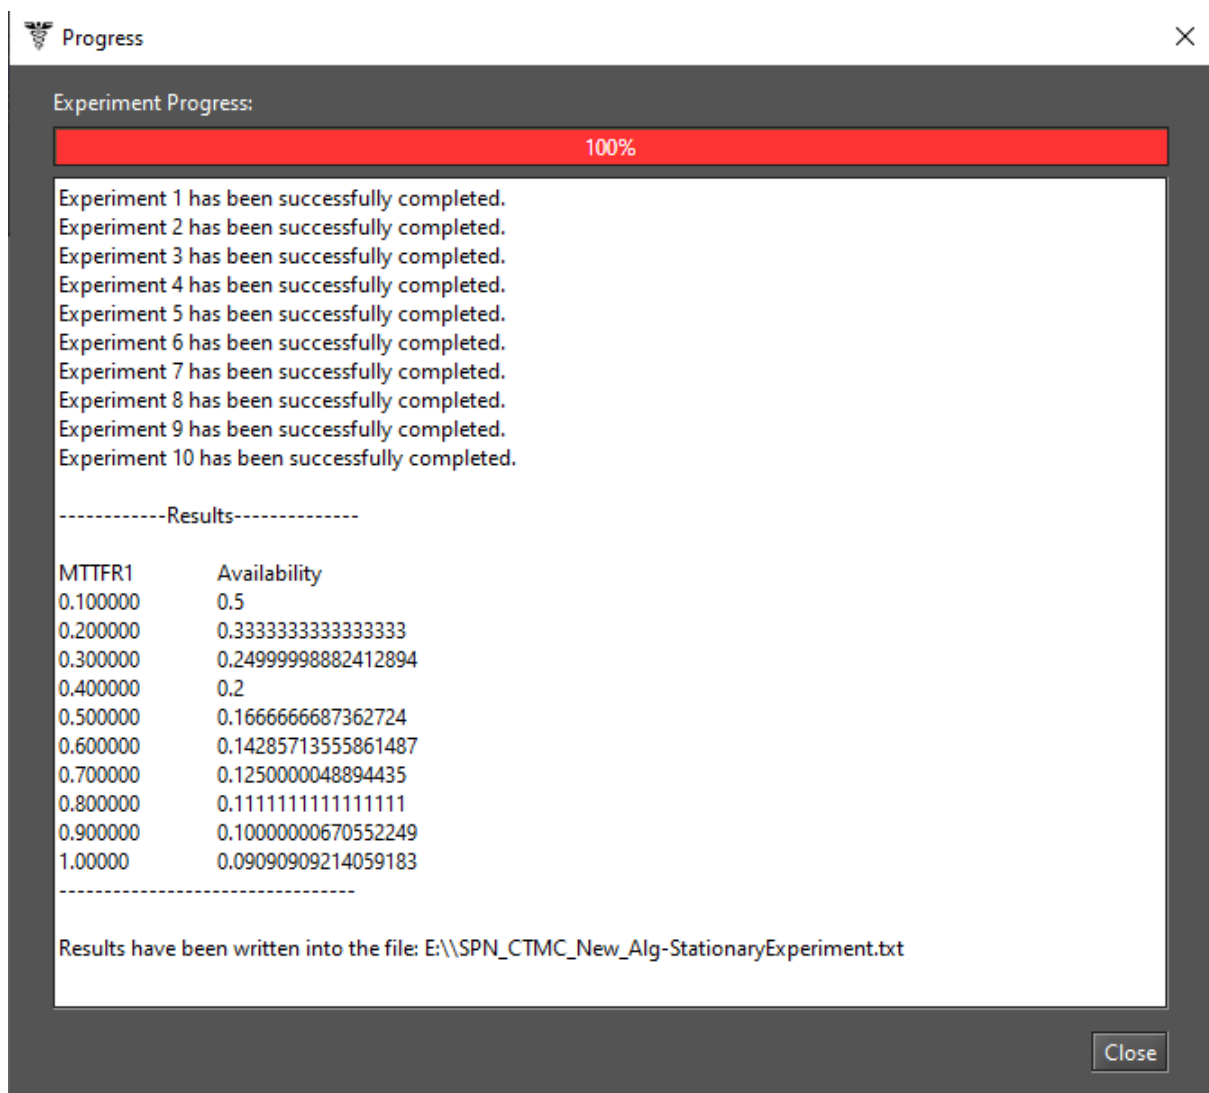 Progress
Experiment Progress:
100%
Experiment 1 has been successfully completed.
Experiment 2 has been successfully completed.
Experiment 3 has been successfully completed.
Experiment 4 has been successfully completed.
Experiment 5 has been successfully completed.
Experiment 6 has been successfully completed.
Experiment 7 has been successfully completed.
Experiment 8 has been successfully completed.
Experiment 9 has been successfully completed.
Experiment 10 has been successfully completed.
------------Results--------------
MTTFR1 Availability
0.100000 0.5
0.200000 0.3333333333333333
0.300000 0.24999998882412894
0.400000 0.2
0.500000 0.1666666687362724
0.600000 0.14285713555861487
0.700000 0.1250000048894435
0.800000 0.1111111111111111
0.900000 0.10000000670552249
1.00000 0.09090909214059183
---------------------------------
Results have been written into the file: E:\\SPN_CTMC_New_Alg-StationaryExperiment.txt
Close